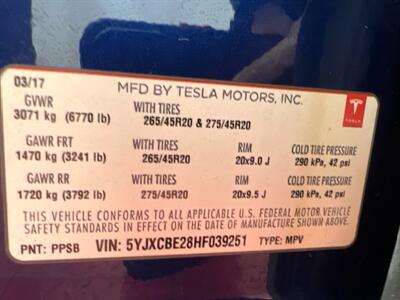 03/17 MFD BY TESLA MOTORS, INC.
GVWR WITH TIRES
3071 kg (6770 lb) 265/45R20 & 275/45R20
TESLA
GAWR FRT WITH TIRES RIM COLD TIRE PRESSURE
1470 kg (3241 lb) 265/45R20 20x9.0 J 290 kPa, 42 psi
GAWR RR WITH TIRES RIM COLD TIRE PRESSURE
1720 kg (3792 lb) 275/45R20 20x9.5 J 290 kPa, 42 psi
THIS VEHICLE CONFORMS TO ALL APPLICABLE U.S. FEDERAL MOTOR VEHICLE
SAFETY STANDARDS IN EFFECT ON THE DATE OF MANUFACTURE SHOWN ABOVE.
PNT: PPSB VIN: 5YJXCBE28HF039251 TYPE: MPV